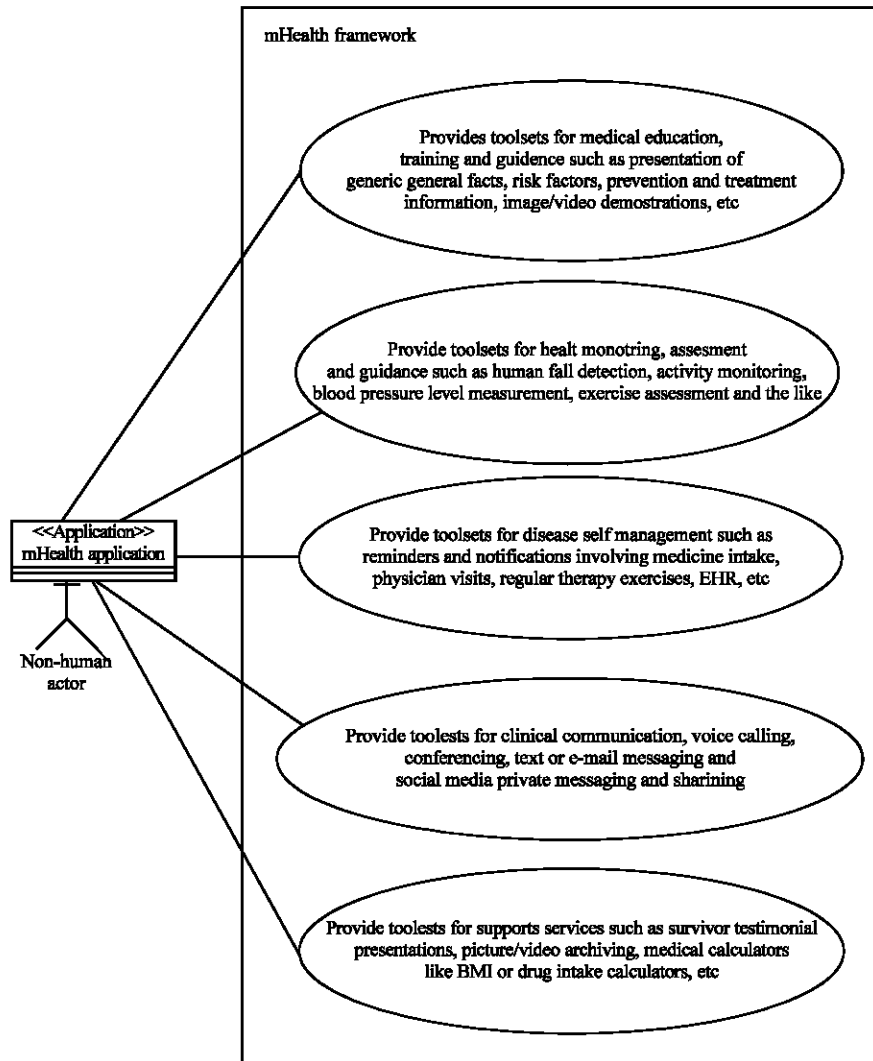 mHealth framework
Provides toolsets for medical education,
training and guidence such as presentation of
generic general facts, risk factors, prevention and treatment
information, image/video demostrations, etc
Provide toolsets for healt monotring, assesment
and guidance such as human fall detection, activity monitoring,
blood pressure level measurement, exercise assessment and the like
<<Application>>
mHealth application
Non-human
actor
Provide toolsets for disease self management such as
reminders and notifications involving medicine intake,
physician visits, regular therapy exercises, EHR, etc
Provide toolests for clinical communication, voice calling,
conferencing, text or e-mail messaging and
social media private messaging and sharining
Provide toolests for supports services such as survivor testimonial
presentations, picture/video archiving, medical calculators
like BMI or drug intake calculators, etc